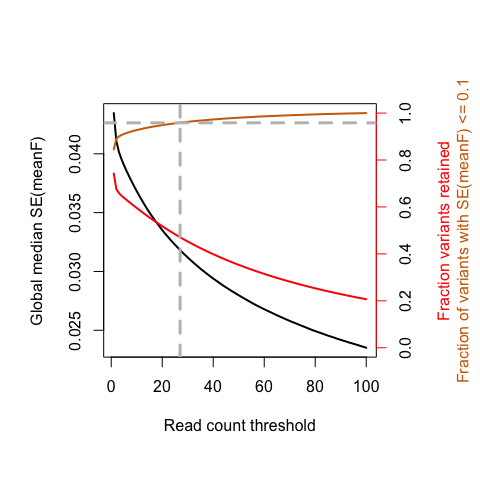 Global median SE(meanF)
0.040
0.035
0.030
0.025
1.0
0.8
0.6
0.4
0.2
0.0
Fraction variants retained
Fraction of variants with SE(meanF) <= 0.1
0 20 40 60 80 100
Read count threshold